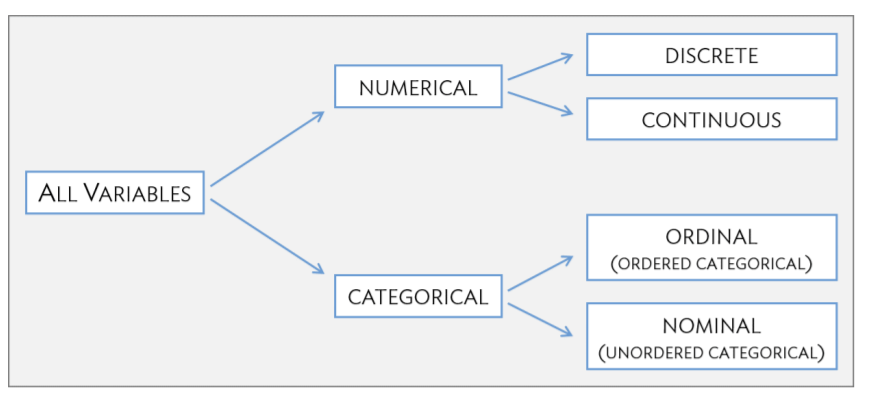 DISCRETE
NUMERICAL
CONTINUOUS
ALL VARIABLES
ORDINAL
(ORDERED CATEGORICAL)
CATEGORICAL
NOMINAL
(UNORDERED CATEGORICAL)